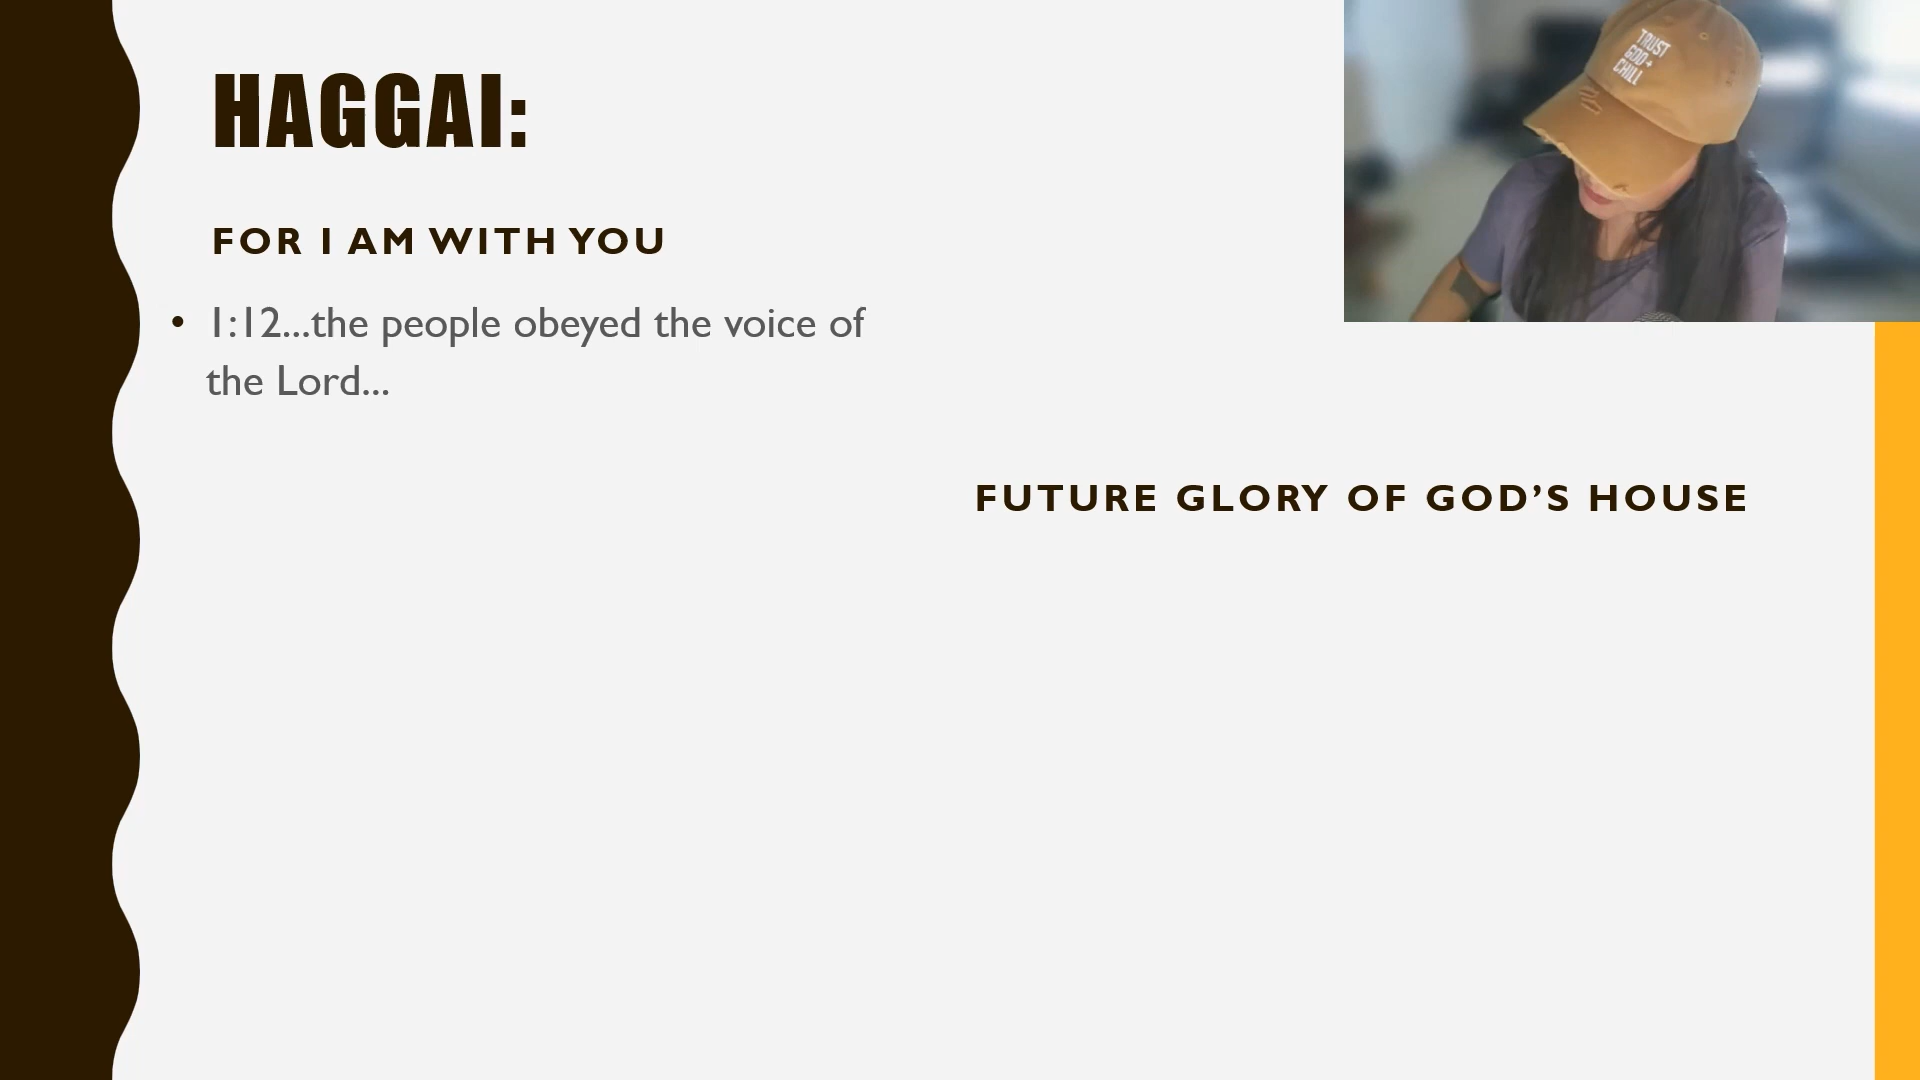 HAGGAI:
FOR I AM WITH YOU
• 1:12...the people obeyed the voice of
the Lord...
FUTURE GLORY OF GOD’S HOUSE
TRUST
GOD+
CHILL